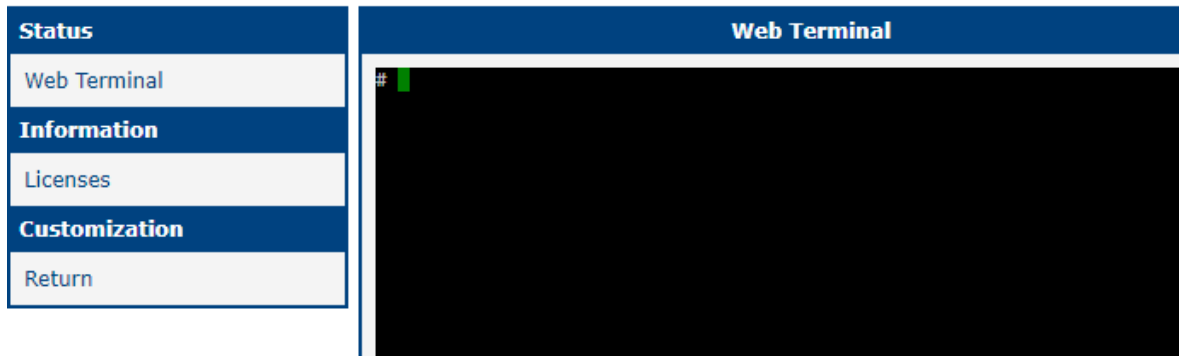 Status
Web Terminal
Information
Licenses
Customization
Return
Web Terminal
#